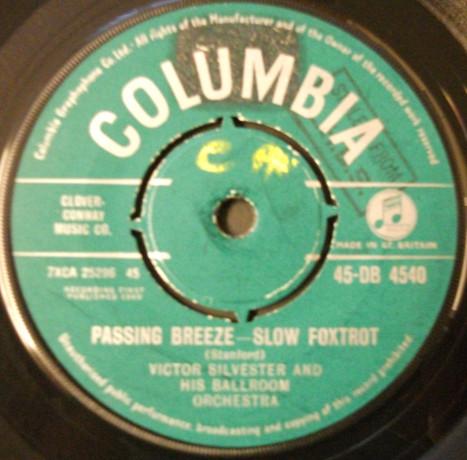 Columbia Graphophone Co. Ltd. - All rights of the Manufacturer and of the Owner of the recorded work reserved
COLUMBIA
CLOVER-
CONWAY
MUSIC CO.
MADE IN GT. BRITAIN
7XCA 25296 45
45-DB 4540
RECORDING FIRST
PUBLISHED
PASSING BREEZE—SLOW FOXTROT
(Stanford)
VICTOR SILVESTER AND
HIS BALLROOM
ORCHESTRA
Unauthorized public performance, broadcasting and copying of this record prohibited.
FROM